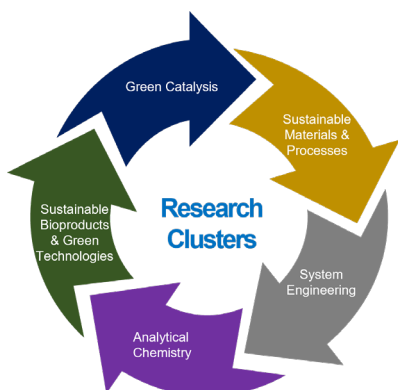 Green Catalysis
Sustainable
Materials &
Processes
Research
Clusters
Sustainable
Bioproducts
& Green
Technologies
System
Engineering
Analytical
Chemistry